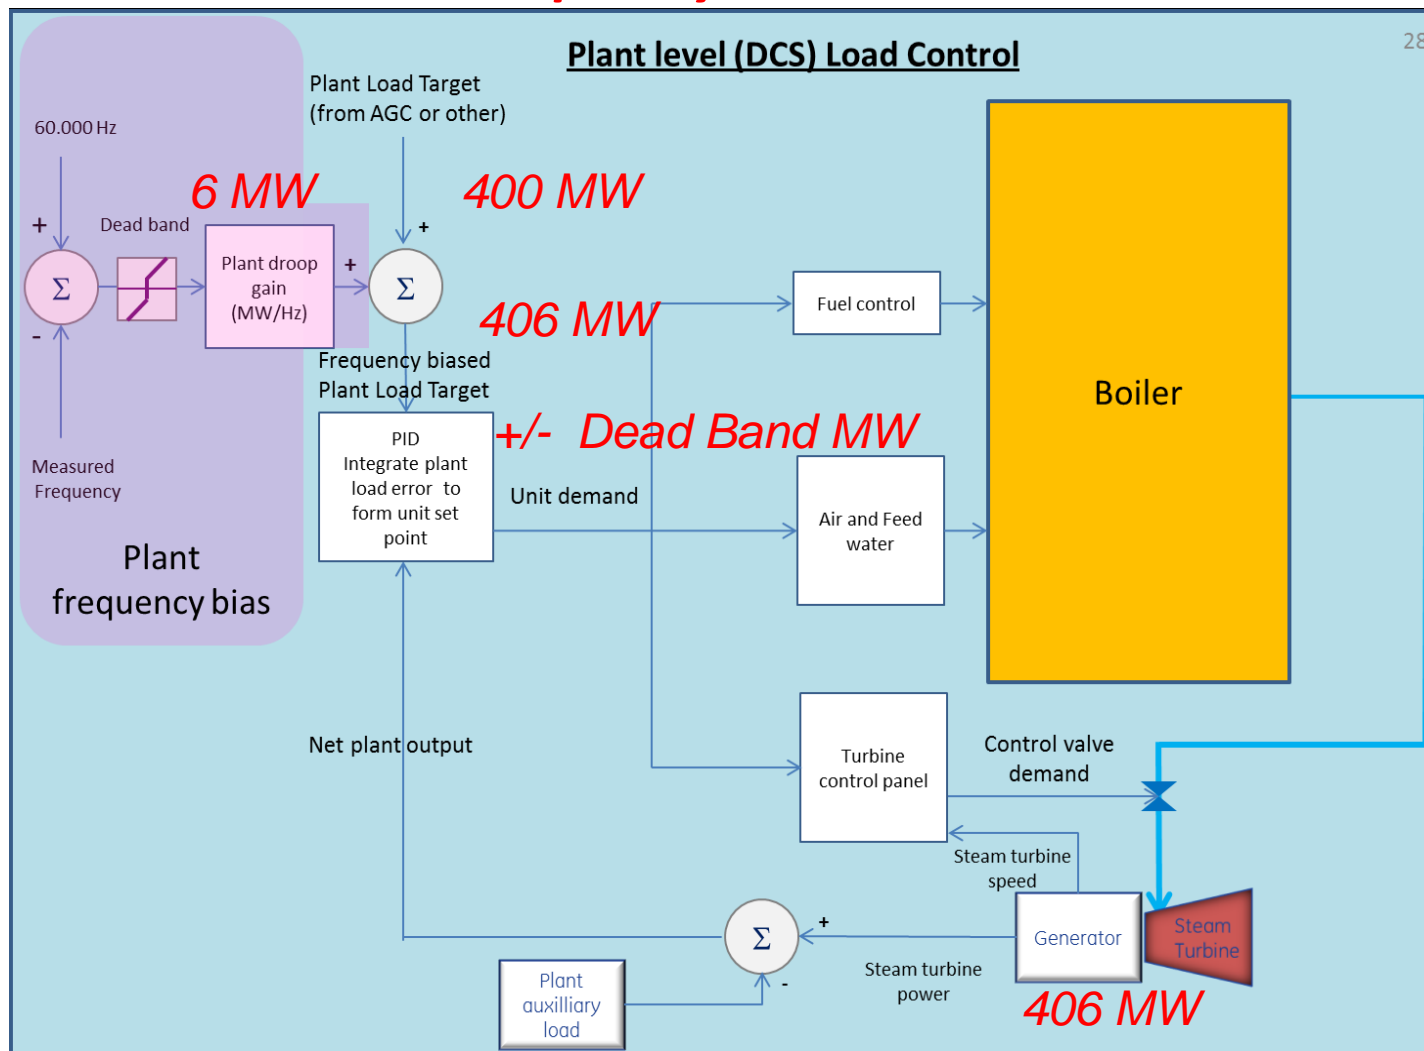 Plant level (DCS) Load Control
28
Plant Load Target
(from AGC or other)
60.000 Hz
6 MW
400 MW
+
+
Dead band
Σ
Plant droop
gain
(MW/Hz)
+
Σ
-
406 MW
Fuel control
Frequency biased
Plant Load Target
Boiler
+/- Dead Band MW
PID
Integrate plant
load error to
form unit set
point
Measured
Frequency
Unit demand
Air and Feed
water
Plant
frequency bias
Net plant output
Turbine
control panel
Control valve
demand
Steam turbine
speed
Σ
+
Generator
Steam
Turbine
Steam turbine
power
-
Plant
auxilliary
load
406 MW